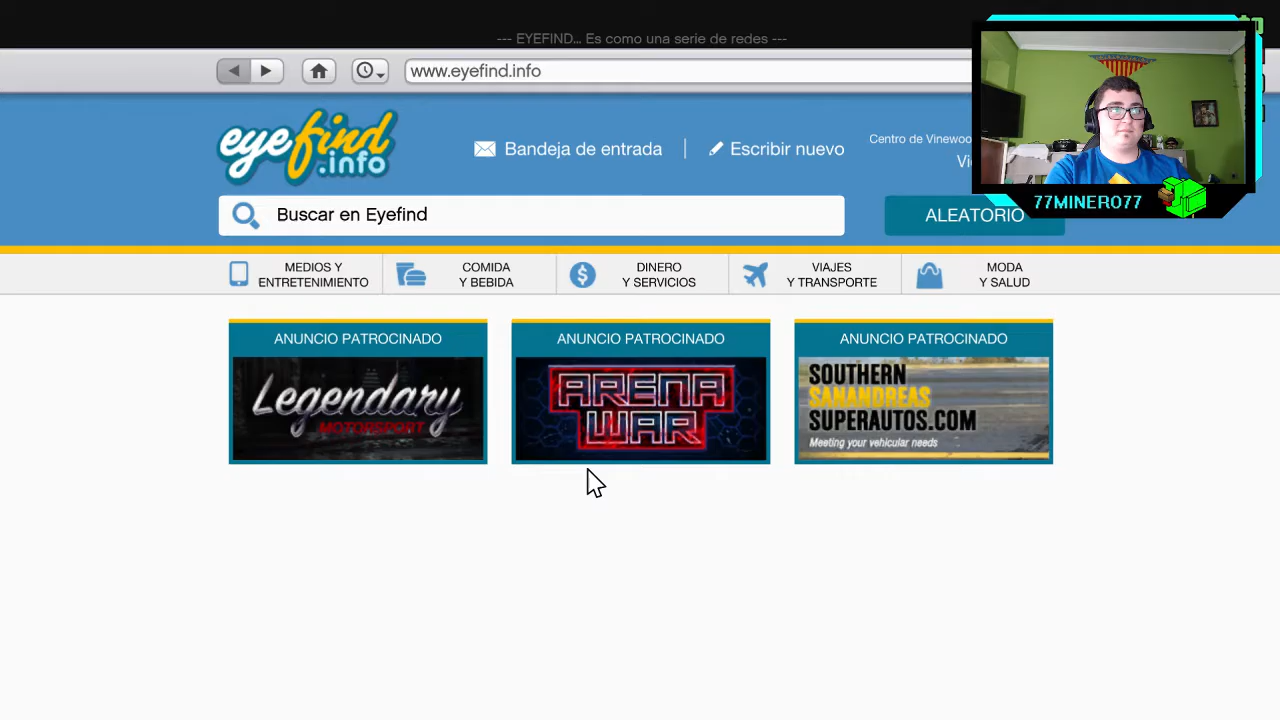 --- EYEFIND... Es como una serie de redes ---
www.eyefind.info
eyefind
.info
Bandeja de entrada
Escribir nuevo
Centro de
Buscar en Eyefind
ALEATORIO
77MINERO77
MEDIOS Y
ENTRETENIMIENTO
COMIDA
Y BEBIDA
DINERO
Y SERVICIOS
VIAJES
Y TRANSPORTE
MODA
Y SALUD
ANUNCIO PATROCINADO
Legendary
MOTORSPORT
ANUNCIO PATROCINADO
ARENA
WAR
ANUNCIO PATROCINADO
SOUTHERN
SANANDREAS
SUPERAUTOS.COM
Meeting your vehicular needs